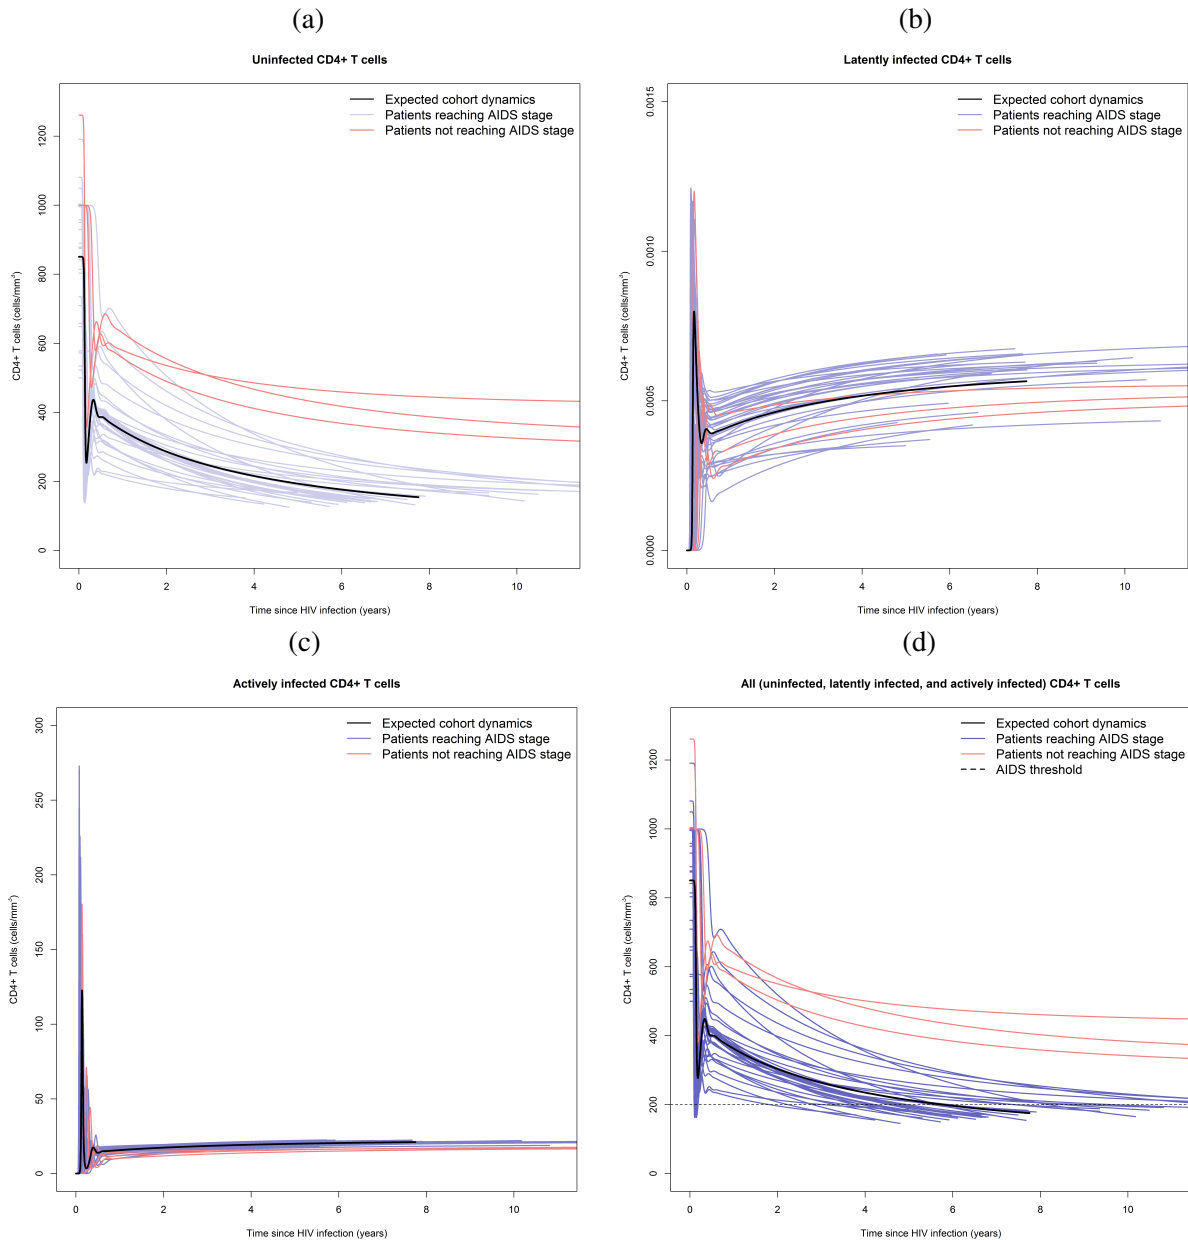 (a)
Uninfected CD4+ T cells
Expected cohort dynamics
Patients reaching AIDS stage
Patients not reaching AIDS stage
CD4+ T cells (cells/mm³)
0 200 400 600 800 1000 1200
0 2 4 6 8 10
Time since HIV infection (years)
(b)
Latently infected CD4+ T cells
Expected cohort dynamics
Patients reaching AIDS stage
Patients not reaching AIDS stage
CD4+ T cells (cells/mm³)
0.0000 0.0005 0.0010 0.0015
0 2 4 6 8 10
Time since HIV infection (years)
(c)
Actively infected CD4+ T cells
Expected cohort dynamics
Patients reaching AIDS stage
Patients not reaching AIDS stage
CD4+ T cells (cells/mm³)
0 50 100 150 200 250 300
0 2 4 6 8 10
Time since HIV infection (years)
(d)
All (uninfected, latently infected, and actively infected) CD4+ T cells
Expected cohort dynamics
Patients reaching AIDS stage
Patients not reaching AIDS stage
AIDS threshold
CD4+ T cells (cells/mm³)
0 200 400 600 800 1000 1200
0 2 4 6 8 10
Time since HIV infection (years)